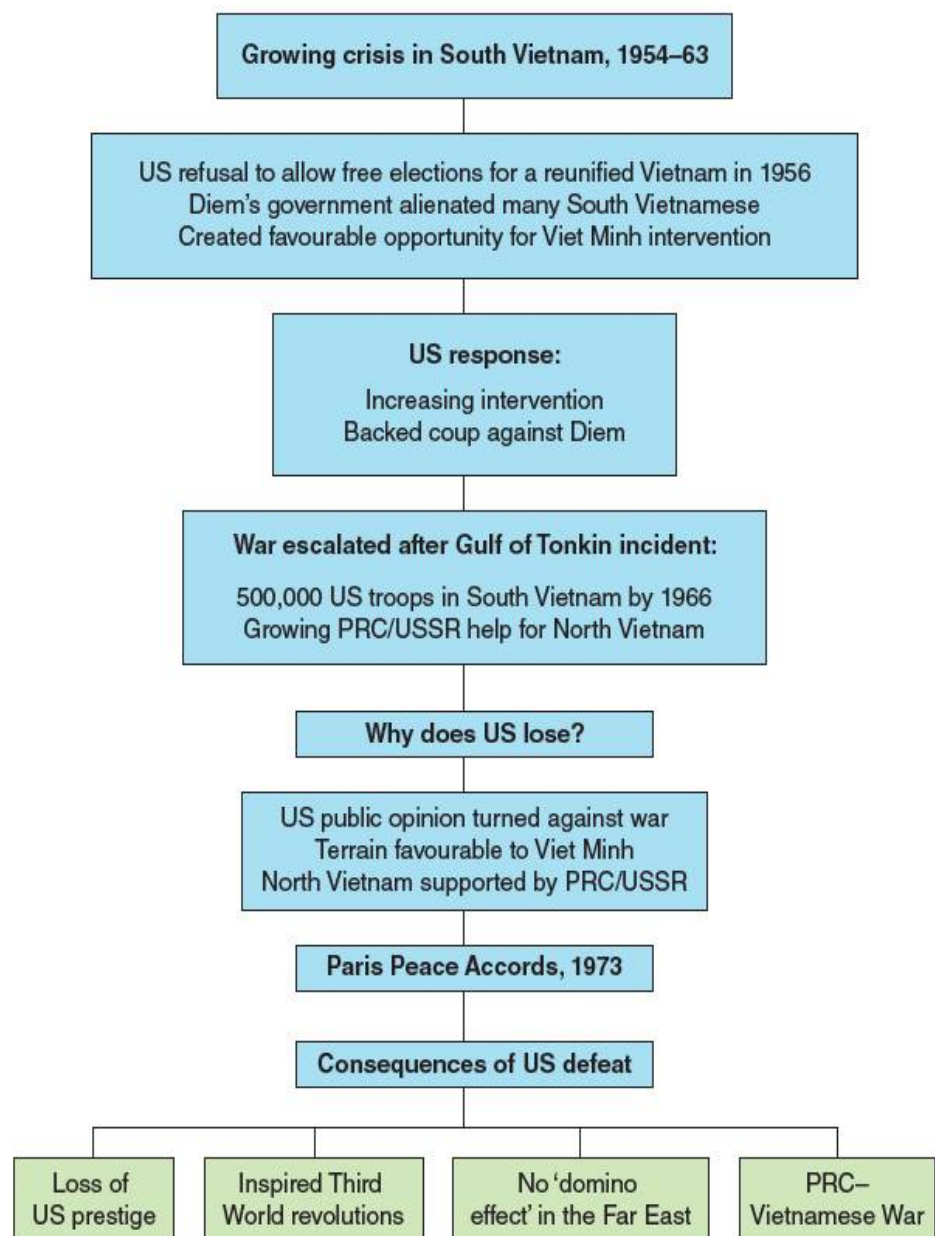 Growing crisis in South Vietnam, 1954–63
US refusal to allow free elections for a reunified Vietnam in 1956
Diem’s government alienated many South Vietnamese
Created favourable opportunity for Viet Minh intervention
US response:
Increasing intervention
Backed coup against Diem
War escalated after Gulf of Tonkin incident:
500,000 US troops in South Vietnam by 1966
Growing PRC/USSR help for North Vietnam
Why does US lose?
US public opinion turned against war
Terrain favourable to Viet Minh
North Vietnam supported by PRC/USSR
Paris Peace Accords, 1973
Consequences of US defeat
Loss of
US prestige
Inspired Third
World revolutions
No ‘domino
effect’ in the Far East
PRC–
Vietnamese War